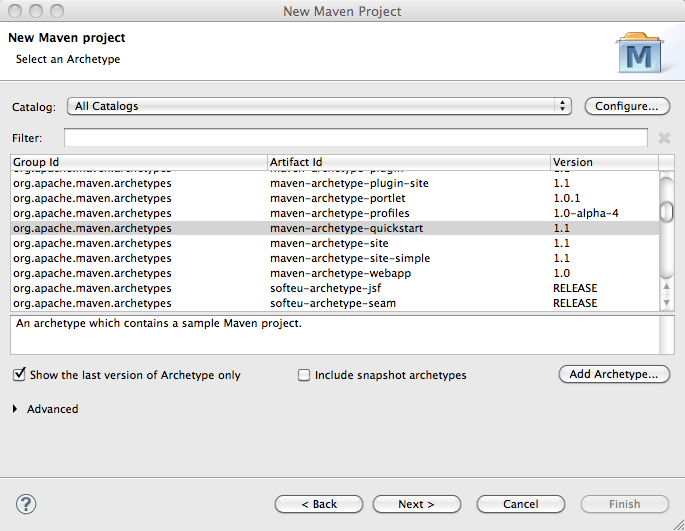 New Maven Project
New Maven project
Select an Archetype
M
Catalog: All Catalogs Configure...
Filter:
Group Id Artifact Id Version
org.apache.maven.archetypes maven-archetype-plugin 1.1
org.apache.maven.archetypes maven-archetype-plugin-site 1.1
org.apache.maven.archetypes maven-archetype-portlet 1.0.1
org.apache.maven.archetypes maven-archetype-profiles 1.0-alpha-4
org.apache.maven.archetypes maven-archetype-quickstart 1.1
org.apache.maven.archetypes maven-archetype-site 1.1
org.apache.maven.archetypes maven-archetype-site-simple 1.1
org.apache.maven.archetypes maven-archetype-webapp 1.0
org.apache.maven.archetypes softeu-archetype-jsf RELEASE
org.apache.maven.archetypes softeu-archetype-seam RELEASE
An archetype which contains a sample Maven project.
Show the last version of Archetype only Include snapshot archetypes Add Archetype...
Advanced
? < Back Next > Cancel Finish